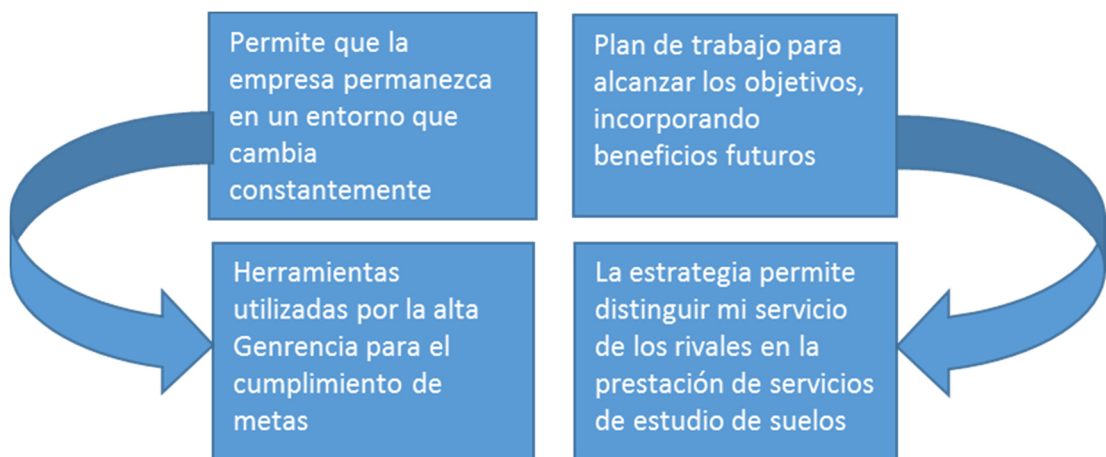 Permite que la
empresa permanezca
en un entorno que
cambia
constantemente
Plan de trabajo para
alcanzar los objetivos,
incorporando
beneficios futuros
Herramientas
utilizadas por la alta
Genrencia para el
cumplimiento de
metas
La estrategia permite
distinguir mi servicio
de los rivales en la
prestación de servicios
de estudio de suelos